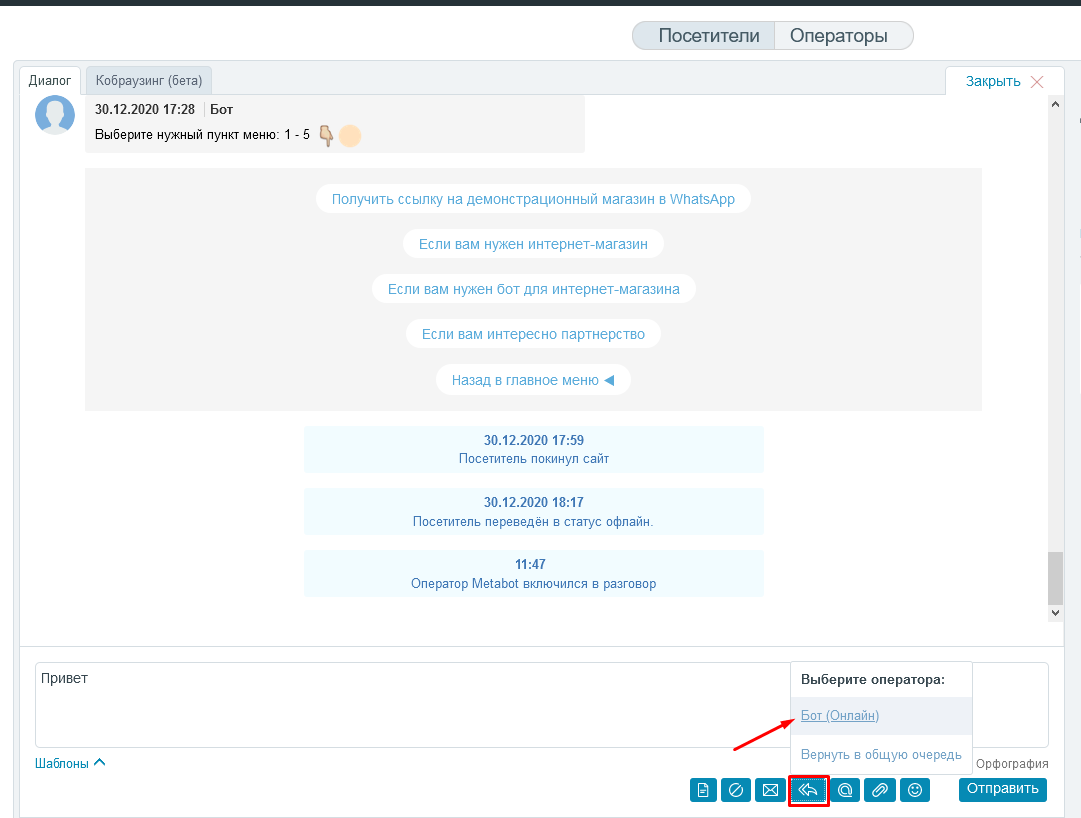 Посетители Операторы
Диалог Кобраузинг (бета) Закрыть
30.12.2020 17:28 Бот
Выберите нужный пункт меню: 1 - 5
Получить ссылку на демонстрационный магазин в WhatsApp
Если вам нужен интернет-магазин
Если вам нужен бот для интернет-магазина
Если вам интересно партнерство
Назад в главное меню
30.12.2020 17:59
Посетитель покинул сайт
30.12.2020 18:17
Посетитель переведён в статус офлайн.
11:47
Оператор Metabot включился в разговор
Привет
Выберите оператора:
Бот (Онлайн)
Вернуть в общую очередь
Шаблоны Орфография
Отправить